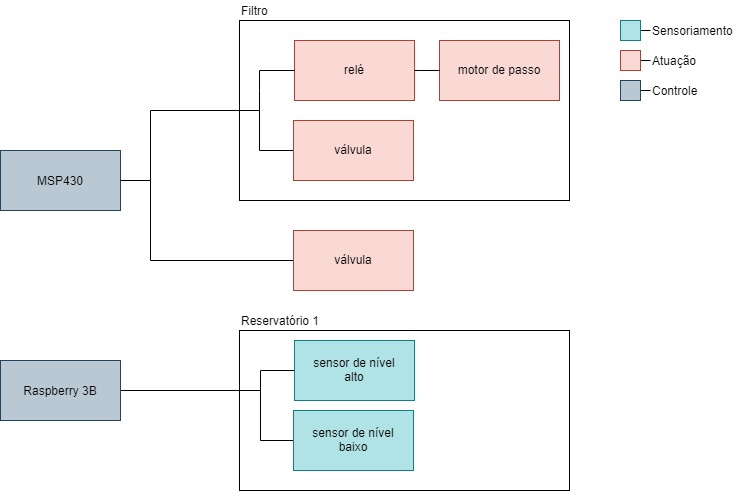 Filtro
Sensoriamento
Atuação
Controle
relé
motor de passo
válvula
MSP430
válvula
Reservatório 1
sensor de nível
alto
Raspberry 3B
sensor de nível
baixo